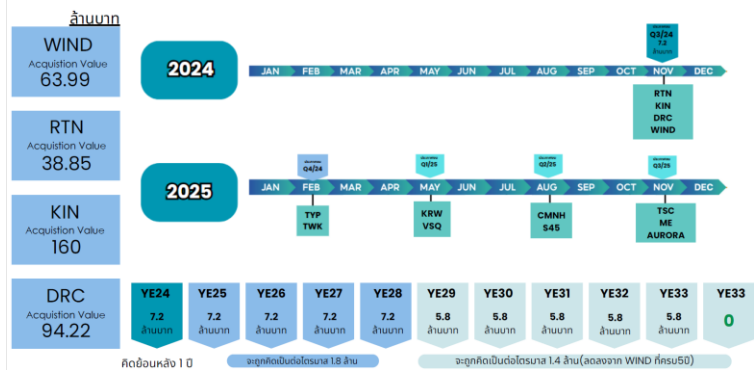 ล้านบาท
WIND
Acquistion Value
63.99
RTN
Acquistion Value
38.85
KIN
Acquistion Value
160
DRC
Acquistion Value
94.22
2024
Q3/24
7.2
ล้านบาท
JAN FEB MAR APR MAY JUN JUL AUG SEP OCT NOV DEC
RTN
KIN
DRC
WIND
2025
Q4/24
Q1/25
Q2/25
Q3/25
JAN FEB MAR APR MAY JUN JUL AUG SEP OCT NOV DEC
TYP
TWK
KRW
VSQ
CMNH
S45
TSC
ME
AURORA
YE24 YE25 YE26 YE27 YE28 YE29 YE30 YE31 YE32 YE33 YE33
7.2 7.2 7.2 7.2 7.2 5.8 5.8 5.8 5.8 5.8 0
ล้านบาท ล้านบาท ล้านบาท ล้านบาท ล้านบาท ล้านบาท ล้านบาท ล้านบาท ล้านบาท ล้านบาท
คิดย้อนหลัง 1 ปี
จะถูกคิดเป็นต่อไตรมาส 1.8 ล้าน
จะถูกคิดเป็นต่อไตรมาส 1.4 ล้าน(ลดลงจาก WIND ที่ครบ5ปี)